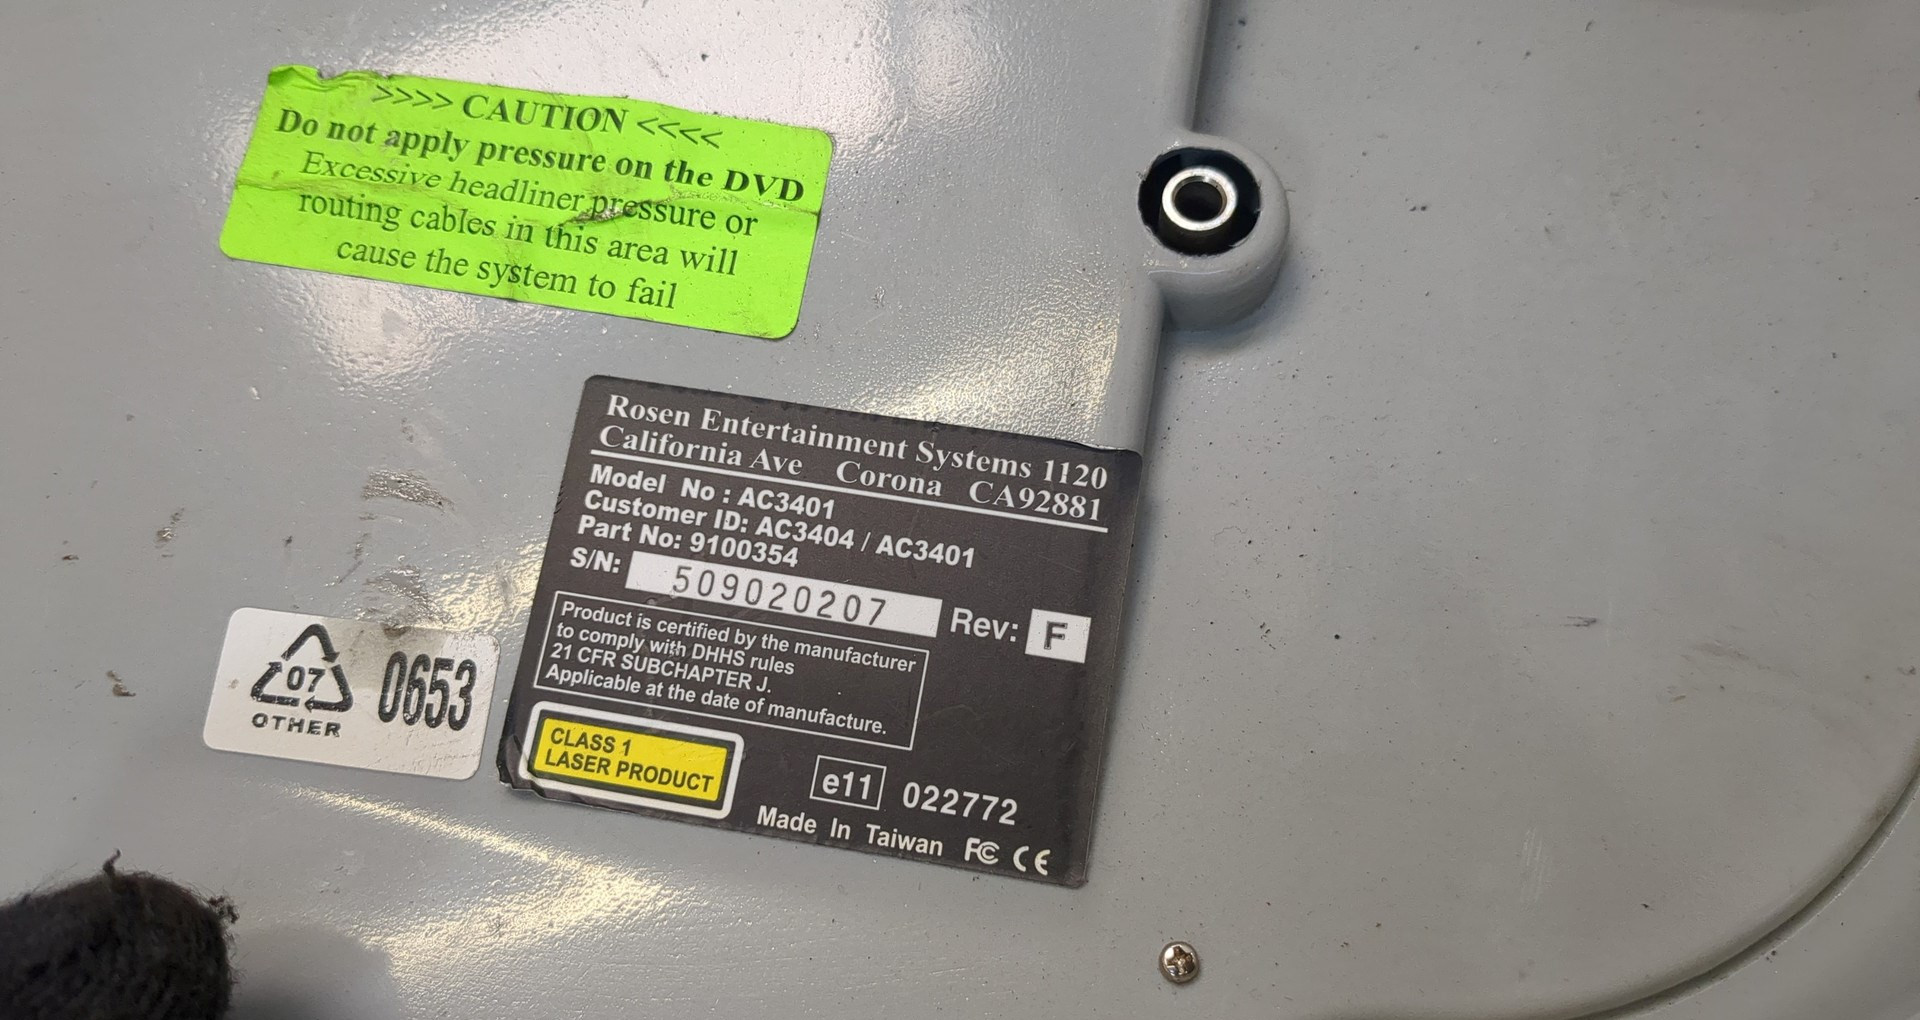 >>>> CAUTION <<<<
Do not apply pressure on the DVD
Excessive headliner pressure or
routing cables in this area will
cause the system to fail
Rosen Entertainment Systems 1120
California Ave Corona CA92881
Model No : AC3401
Customer ID: AC3404 / AC3401
Part No: 9100354
S/N: 509020207 Rev: F
Product is certified by the manufacturer
to comply with DHHS rules
21 CFR SUBCHAPTER J.
Applicable at the date of manufacture.
CLASS 1
LASER PRODUCT
e11 022772
Made In Taiwan FC CE
07
OTHER
0653